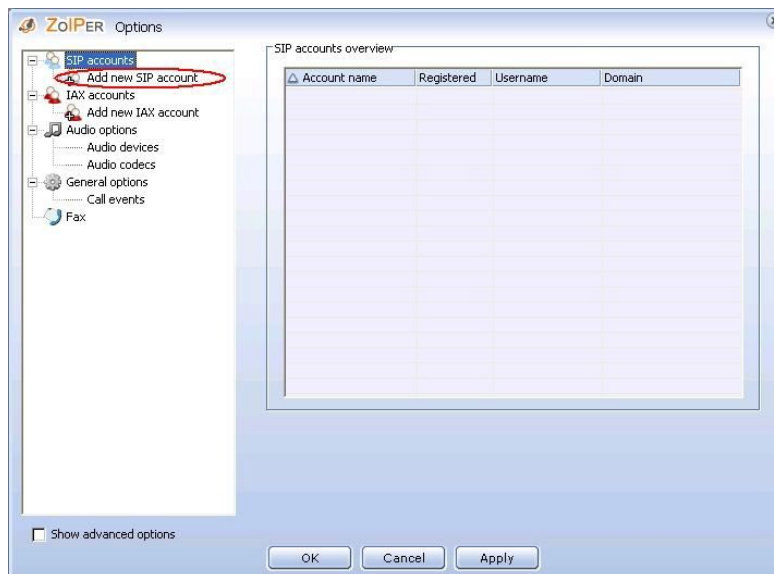 ZOIPER Options
SIP accounts
Add new SIP account
IAX accounts
Add new IAX account
Audio options
Audio devices
Audio codecs
General options
Call events
Fax
Show advanced options
SIP accounts overview
Account name Registered Username Domain
OK Cancel Apply